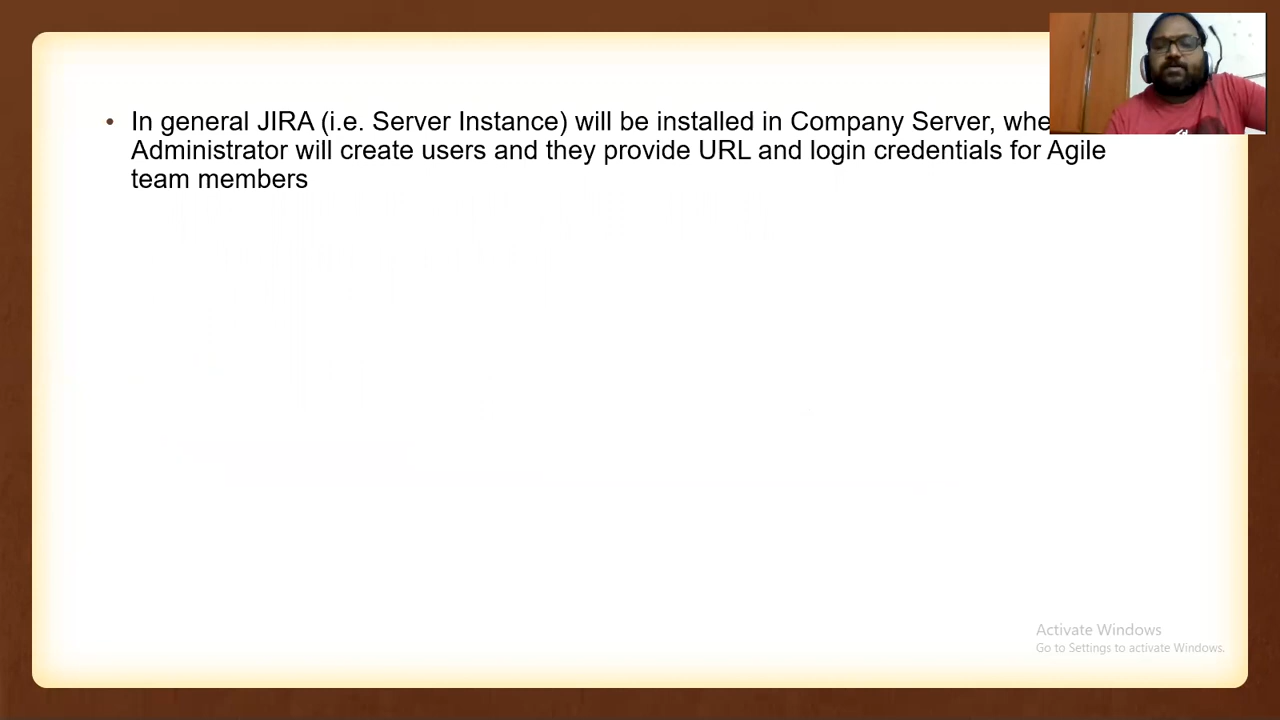 • In general JIRA (i.e. Server Instance) will be installed in Company Server, whe
Administrator will create users and they provide URL and login credentials for Agile
team members
Activate Windows
Go to Settings to activate Windows.